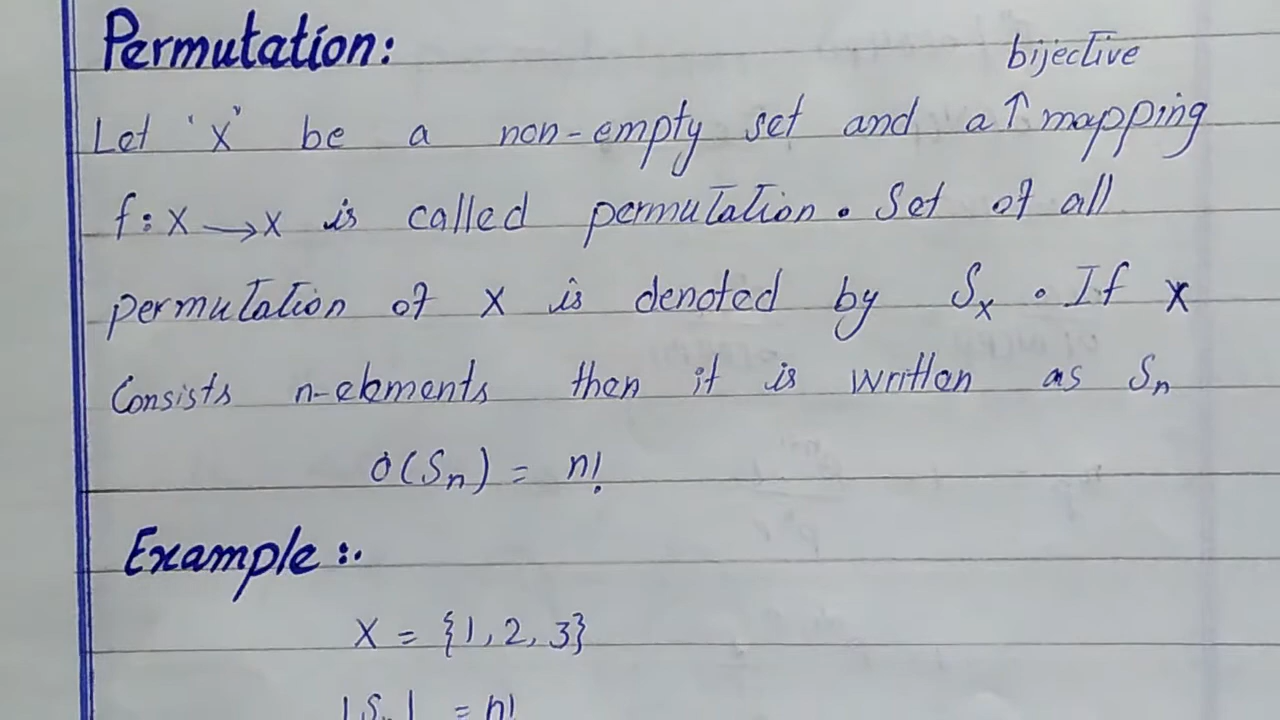 Permutation:
bijective
Let 'X' be a non-empty set and a↑ mapping
f: X → X is called permutation. Set of all
permutation of X is denoted by Sx. If X
Consists n-elements then it is written as Sn
O(Sn) = n!
Example:.
X = {1, 2, 3}
|Sn| = n!